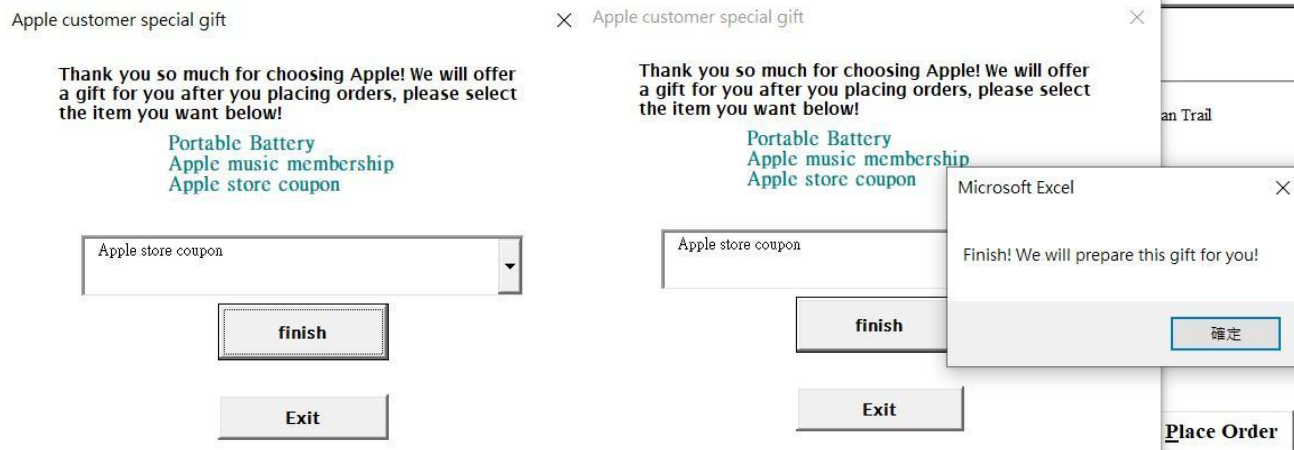 Apple customer special gift
Thank you so much for choosing Apple! We will offer
a gift for you after you placing orders, please select
the item you want below!
Portable Battery
Apple music membership
Apple store coupon
Apple store coupon
finish
Exit
Apple customer special gift
Thank you so much for choosing Apple! We will offer
a gift for you after you placing orders, please select
the item you want below!
Portable Battery
Apple music membership
Apple store coupon
Apple store coupon
finish
Exit
an Trail
Microsoft Excel
Finish! We will prepare this gift for you!
確定
Place Order